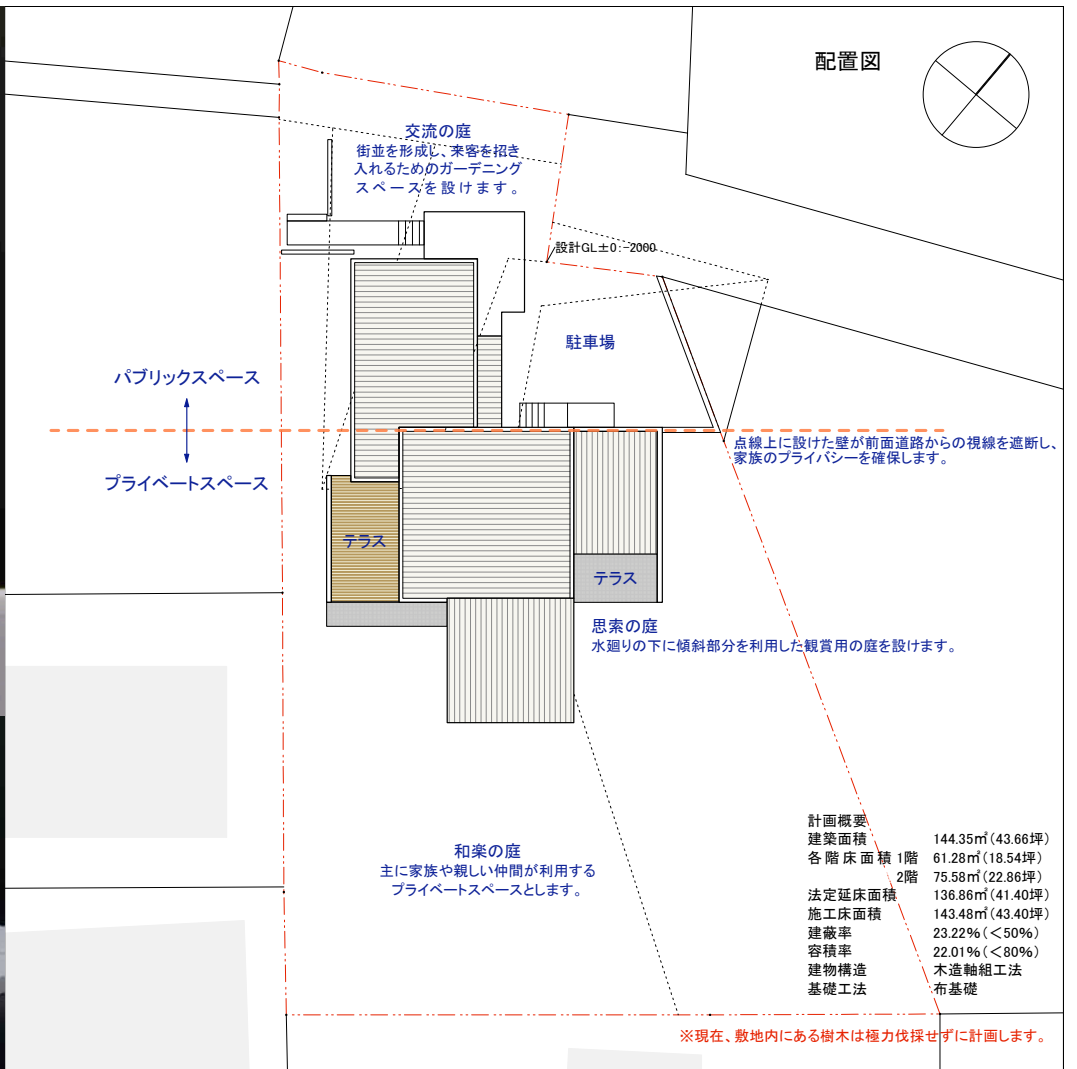 配置図
交流の庭
街並を形成し、来客を招き
入れるためのガーデニング
スペースを設けます。
設計GL±0:-2000
駐車場
パブリックスペース
プライベートスペース
点線上に設けた壁が前面道路からの視線を遮断し、
家族のプライバシーを確保します。
テラス
テラス
思索の庭
水廻りの下に傾斜部分を利用した観賞用の庭を設けます。
和楽の庭
主に家族や親しい仲間が利用する
プライベートスペースとします。
計画概要
建築面積 144.35㎡(43.66坪)
各階床面積 1階 61.28㎡(18.54坪)
2階 75.58㎡(22.86坪)
法定延床面積 136.86㎡(41.40坪)
施工床面積 143.48㎡(43.40坪)
建蔽率 23.22%(<50%)
容積率 22.01%(<80%)
建物構造 木造軸組工法
基礎工法 布基礎
※現在、敷地内にある樹木は極力伐採せずに計画します。